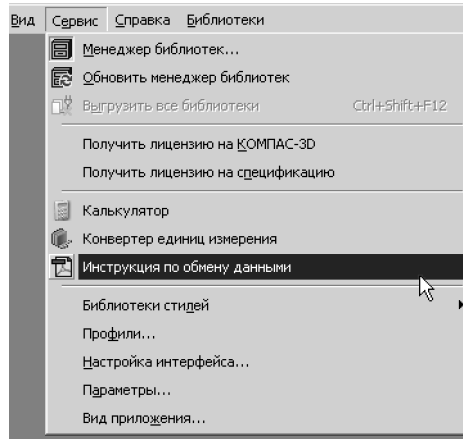 Вид Сервис Справка Библиотеки
Менеджер библиотек...
Обновить менеджер библиотек
Выгрузить все библиотеки Ctrl+Shift+F12
Получить лицензию на КОМПАС-3D
Получить лицензию на спецификацию
Калькулятор
Конвертер единиц измерения
Инструкция по обмену данными
Библиотеки стилей
Профили...
Настройка интерфейса...
Параметры...
Вид приложения...